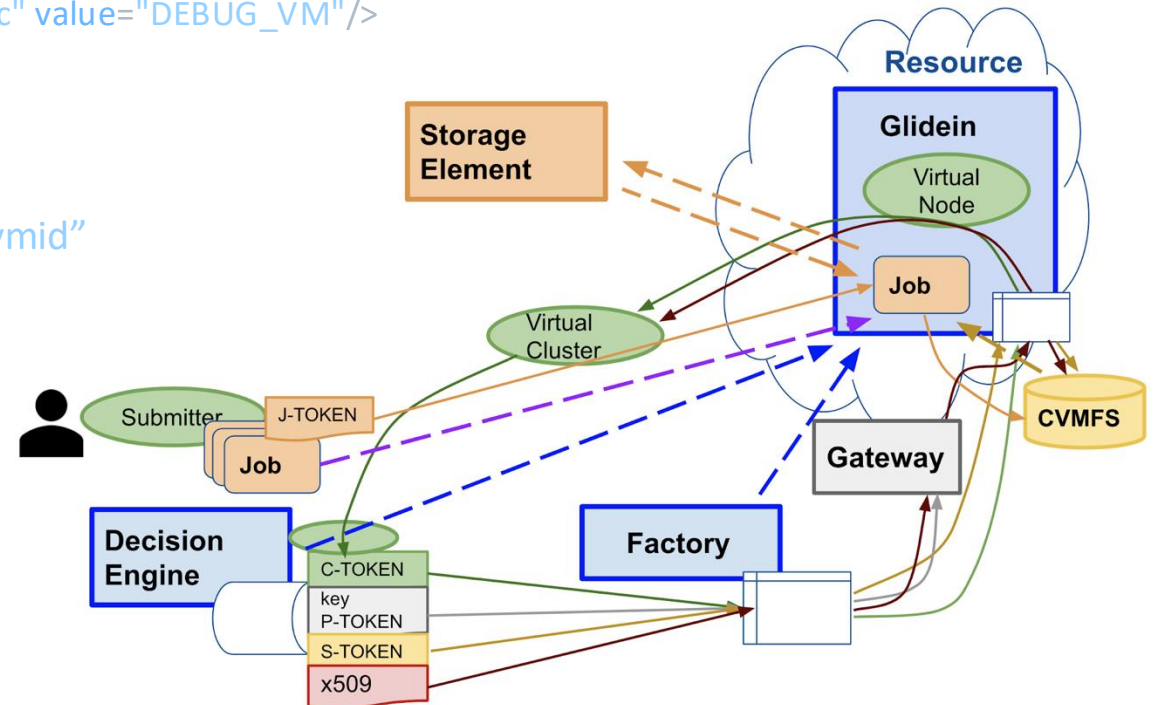 c" value="DEBUG_VM"/>
vmid”
Resource
Glidein
Virtual
Node
Storage
Element
Job
Virtual
Cluster
CVMFS
Submitter
J-TOKEN
Job
Gateway
Decision
Engine
Factory
C-TOKEN
key
P-TOKEN
S-TOKEN
x509